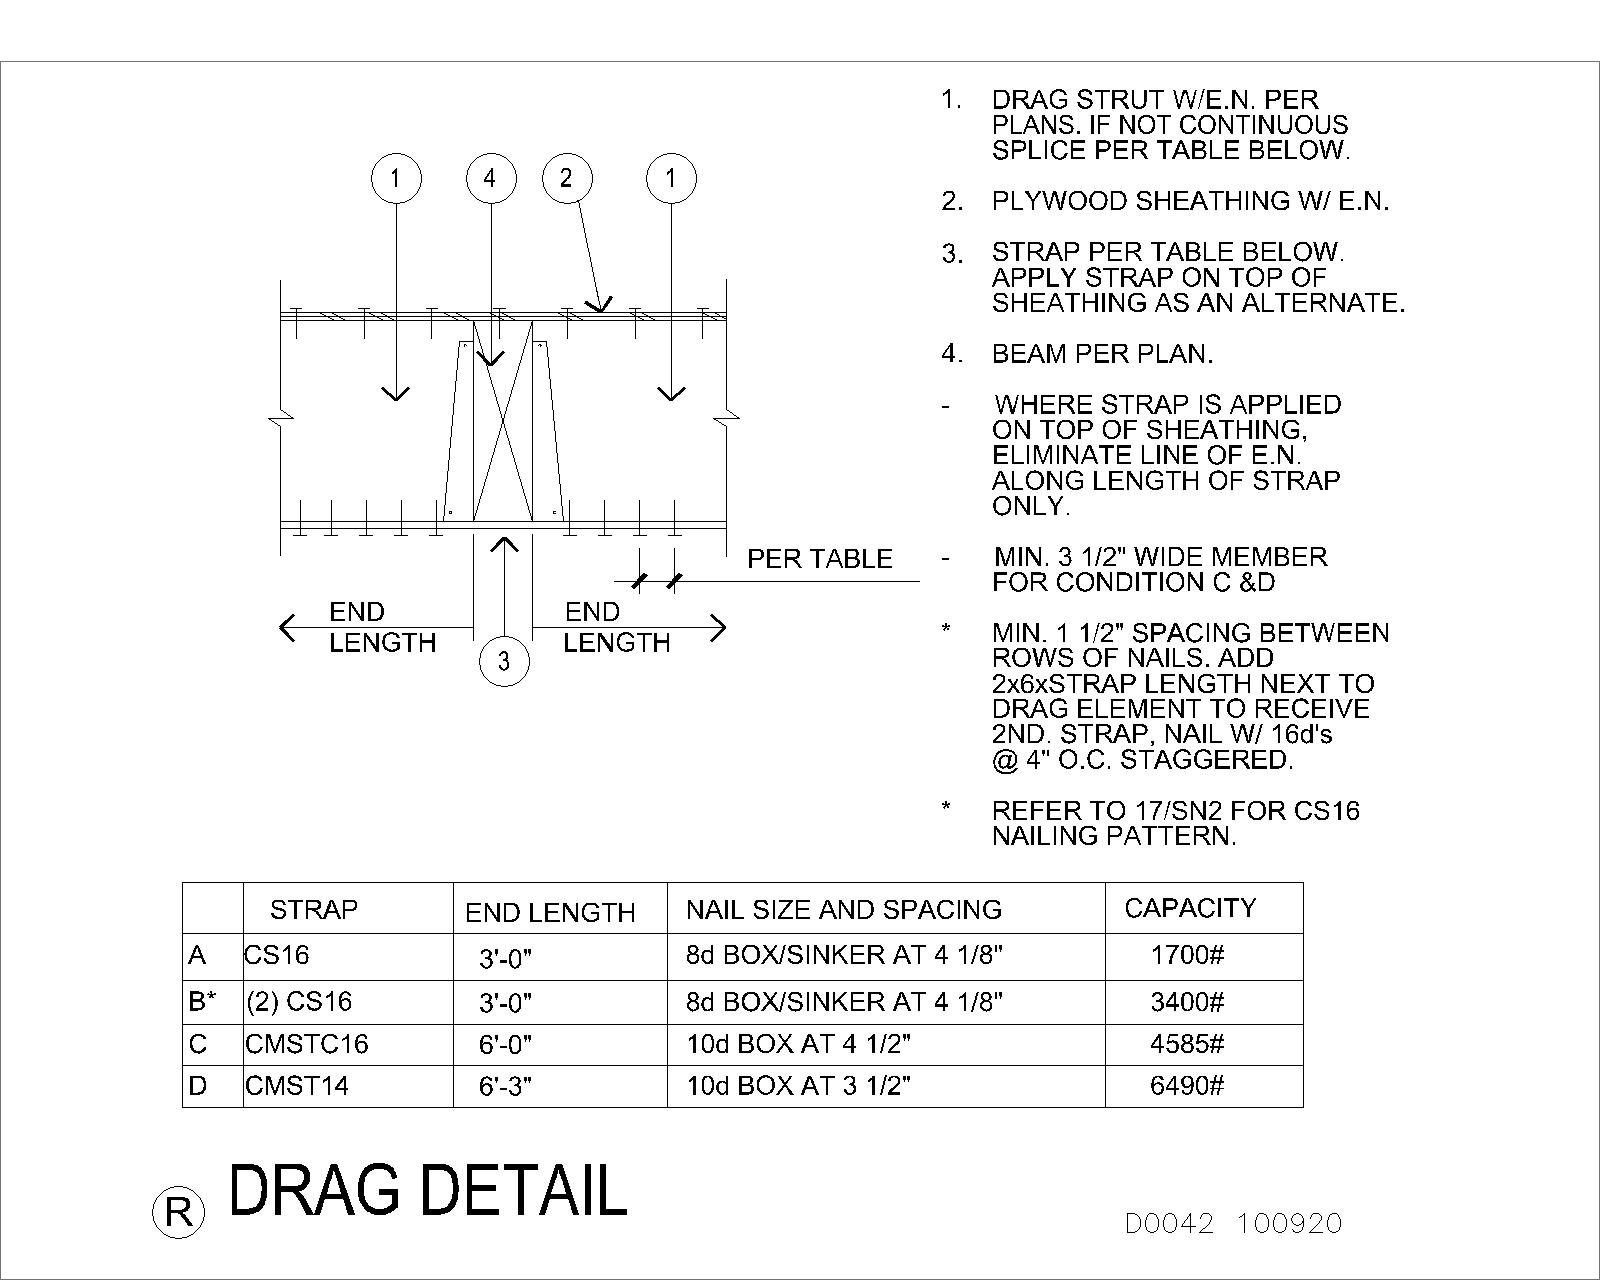 1
4
2
1
PER TABLE
END
LENGTH
END
LENGTH
3
1. DRAG STRUT W/E.N. PER
PLANS. IF NOT CONTINUOUS
SPLICE PER TABLE BELOW.
2. PLYWOOD SHEATHING W/ E.N.
3. STRAP PER TABLE BELOW.
APPLY STRAP ON TOP OF
SHEATHING AS AN ALTERNATE.
4. BEAM PER PLAN.
- WHERE STRAP IS APPLIED
ON TOP OF SHEATHING,
ELIMINATE LINE OF E.N.
ALONG LENGTH OF STRAP
ONLY.
- MIN. 3 1/2" WIDE MEMBER
FOR CONDITION C &D
* MIN. 1 1/2" SPACING BETWEEN
ROWS OF NAILS. ADD
2x6xSTRAP LENGTH NEXT TO
DRAG ELEMENT TO RECEIVE
2ND. STRAP, NAIL W/ 16d's
@ 4" O.C. STAGGERED.
* REFER TO 17/SN2 FOR CS16
NAILING PATTERN.
STRAP END LENGTH NAIL SIZE AND SPACING CAPACITY
A CS16 3'-0" 8d BOX/SINKER AT 4 1/8" 1700#
B* (2) CS16 3'-0" 8d BOX/SINKER AT 4 1/8" 3400#
C CMSTC16 6'-0" 10d BOX AT 4 1/2" 4585#
D CMST14 6'-3" 10d BOX AT 3 1/2" 6490#
R DRAG DETAIL
D0042 100920